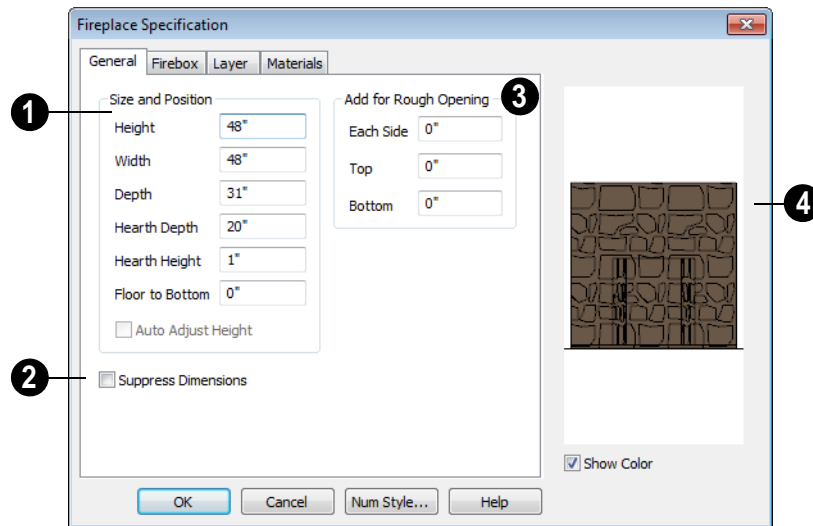 Fireplace Specification
General Firebox Layer Materials
1
Size and Position
Height 48"
Width 48"
Depth 31"
Hearth Depth 20"
Hearth Height 1"
Floor to Bottom 0"
Auto Adjust Height
2
Suppress Dimensions
Add for Rough Opening
3
Each Side 0"
Top 0"
Bottom 0"
4
Show Color
OK Cancel Num Style... Help